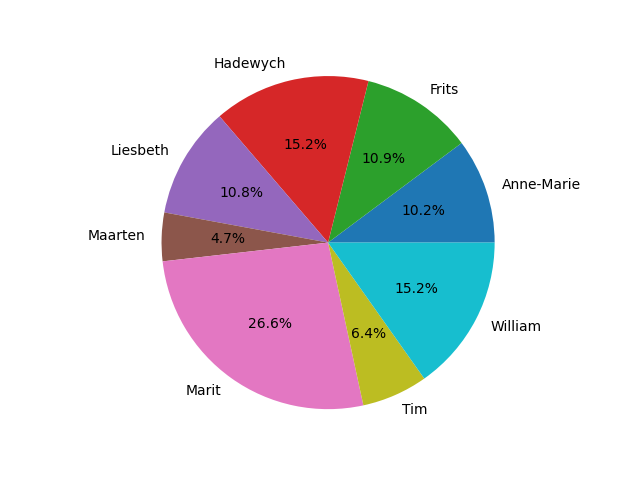 Hadewych
Frits
Liesbeth
15.2%
10.9%
Anne-Marie
10.8%
10.2%
Maarten
4.7%
15.2%
William
26.6%
6.4%
Marit
Tim